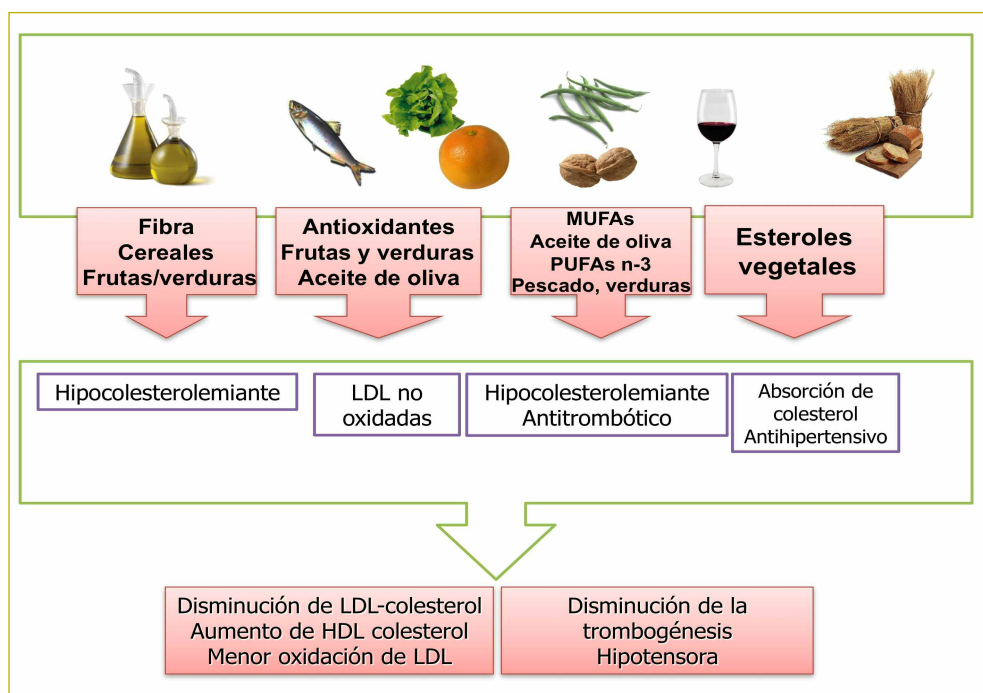 Fibra
Cereales
Frutas/verduras
Antioxidantes
Frutas y verduras
Aceite de oliva
MUFAs
Aceite de oliva
PUFAs n-3
Pescado, verduras
Esteroles
vegetales
Hipocolesterolemiante
LDL no
oxidadas
Hipocolesterolemiante
Antitrombótico
Absorción de
colesterol
Antihipertensivo
Disminución de LDL-colesterol
Aumento de HDL colesterol
Menor oxidación de LDL
Disminución de la
trombogénesis
Hipotensora